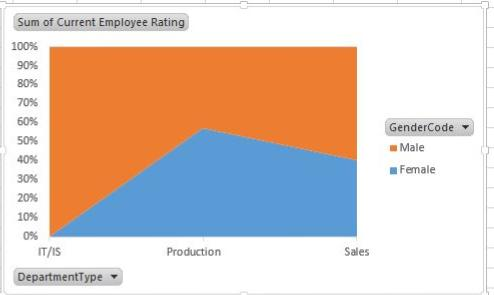 Sum of Current Employee Rating
100%
90%
80%
70%
60%
50%
40%
30%
20%
10%
0%
IT/IS
Production
Sales
GenderCode
Male
Female
DepartmentType